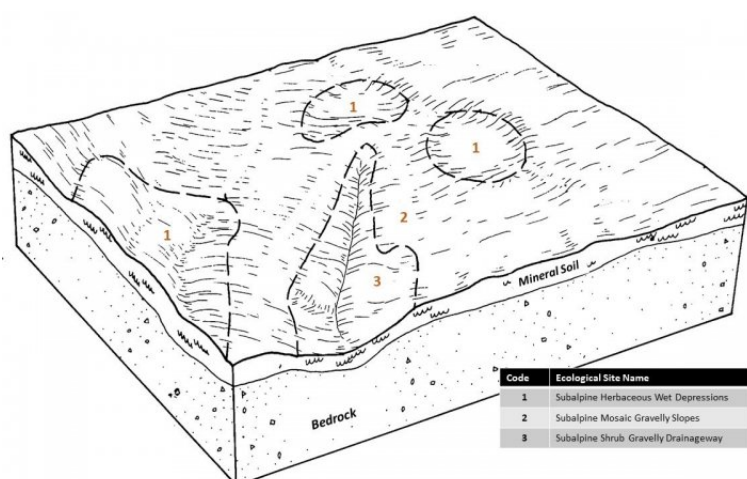 1
1
1
2
3
Mineral Soil
Bedrock
Code Ecological Site Name
1 Subalpine Herbaceous Wet Depressions
2 Subalpine Mosaic Gravelly Slopes
3 Subalpine Shrub Gravelly Drainageway